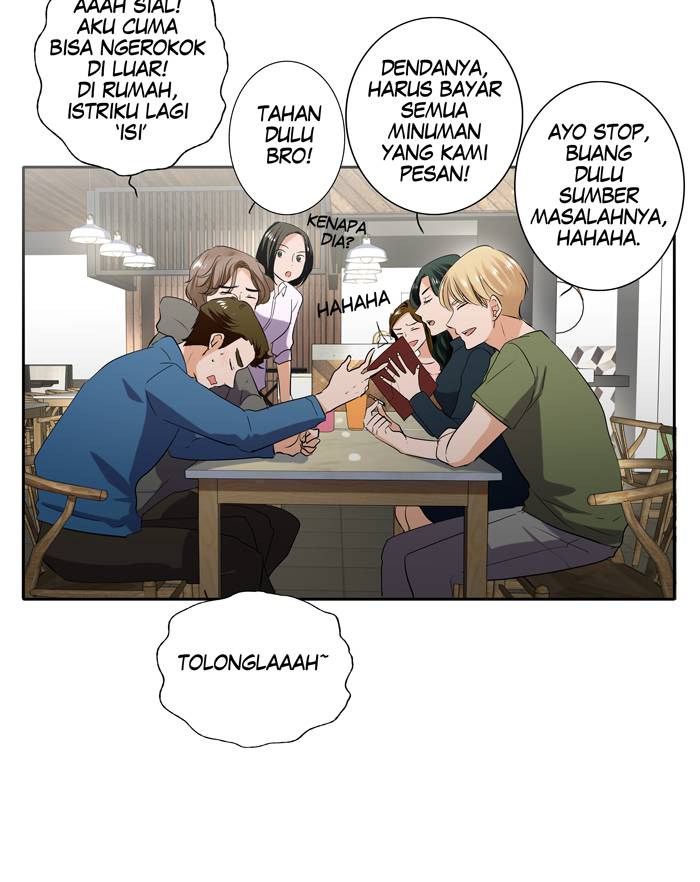 AAAH SIAL!
AKU CUMA
BISA NGEROKOK
DI LUAR!
DI RUMAH,
ISTRIKU LAGI
'ISI'
TAHAN
DULU
BRO!
DENDANYA,
HARUS BAYAR
SEMUA
MINUMAN
YANG KAMI
PESAN!
AYO STOP,
BUANG
DULU
SUMBER
MASALAHNYA,
HAHAHA.
KENAPA
DIA?
HAHAHA
TOLONGLAAAH~